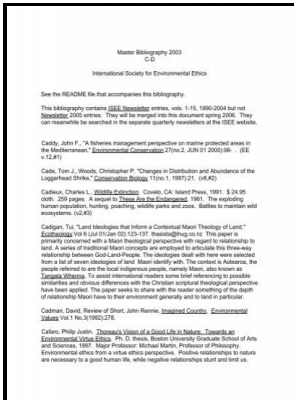 Master Bibliography 2003
C-D
International Society for Environmental Ethics
See the README file that accompanies this bibliography.
This bibliography contains ISEE Newsletter entries, vols. 1-15, 1990-2004 but not
Newsletter 2005 entries. They will be merged into this document spring 2006. They
can meanwhile be searched in the separate quarterly newsletters at the ISEE website.
Caddy, John F., "A fisheries management perspective on marine protected areas in
the Mediterranean," Environmental Conservation 27(no.2, JUN 01 2000):98- . (EE
v.12,#1)
Cade, Tom J., Woods, Christopher P. "Changes in Distribution and Abundance of the
Loggerhead Shrike," Conservation Biology 11(no.1, 1997):21. (v8,#2)
Cadieux, Charles L., Wildlife Extinction. Covelo, CA: Island Press, 1991. $ 24.95
cloth. 259 pages. A sequel to These Are the Endangered, 1981. The exploding
human population, hunting, poaching, wildlife parks and zoos. Battles to maintain wild
ecosystems. (v2,#3)
Cadigan, Tui, "Land Ideologies that Inform a Contextual Maori Theology of Land,"
Ecotheology Vol 6 (Jul 01/Jan 02):123-137. thesista@ihug.co.nz This paper is
primarily concerned with a Maori theological perspective with regard to relationship to
land. A series of traditional Maori concepts are employed to articulate this three-way
relationship between God-Land-People. The ideologies dealt with here were selected
from a list of seven ideologies of land Maori identify with. The context is Aotearoa, the
people referred to are the local indigenous people, namely Maori, also known as
Tangata Whenua. To assist international readers some brief referencing to possible
similarities and obvious differences with the Christian scriptural theological perspective
have been applied. The paper seeks to share with the reader something of the depth
of relationship Maori have to their environment generally and to land in particular.
Cadman, David, Review of Short, John Rennie, Imagined Country. Environmental
Values Vol.1 No.3(1992):278.
Cafaro, Philip Justin. Thoreau's Vision of a Good Life in Nature: Towards an
Environmental Virtue Ethics. Ph. D. thesis, Boston University Graduate School of Arts
and Sciences, 1997. Major Professor: Michael Martin, Professor of Philosophy.
Environmental ethics from a virtue ethics perspective. Positive relationships to nature
are necessary to a good human life, while negative relationships stunt and limit us.